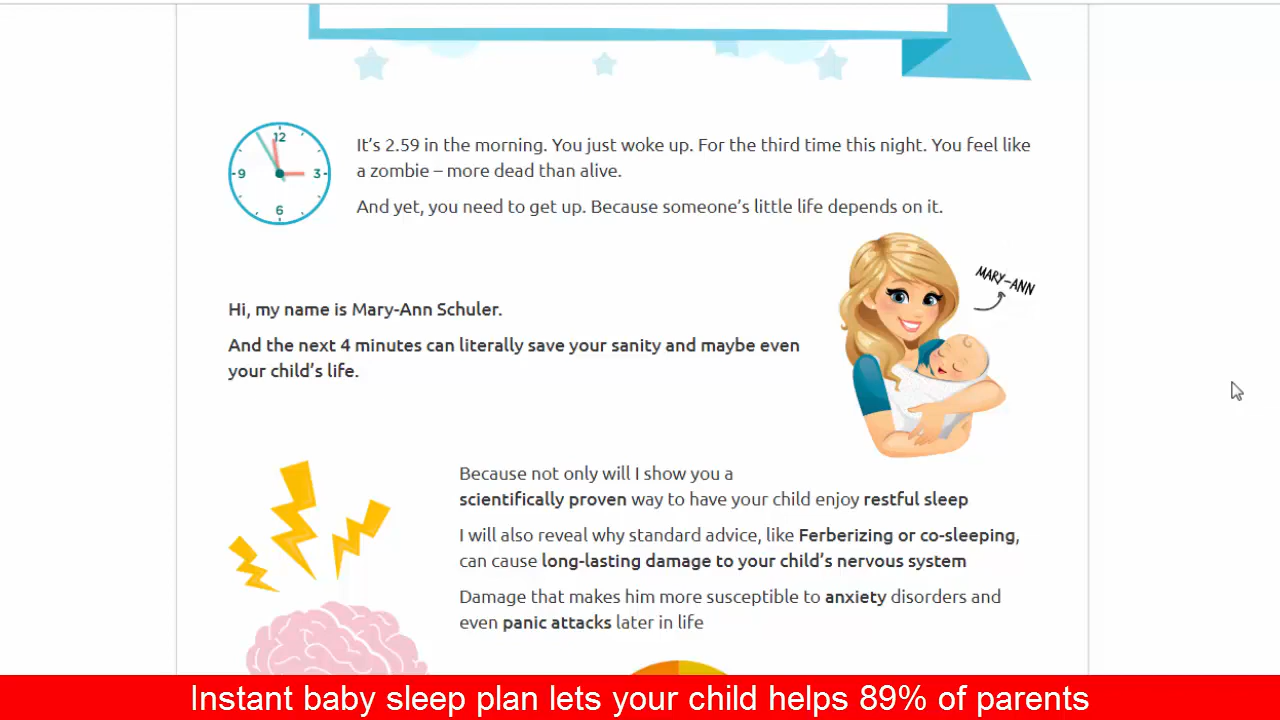 12
9
3
6
It's 2.59 in the morning. You just woke up. For the third time this night. You feel like
a zombie – more dead than alive.
And yet, you need to get up. Because someone's little life depends on it.
MARY-ANN
Hi, my name is Mary-Ann Schuler.
And the next 4 minutes can literally save your sanity and maybe even
your child's life.
Because not only will I show you a
scientifically proven way to have your child enjoy restful sleep
I will also reveal why standard advice, like Ferberizing or co-sleeping,
can cause long-lasting damage to your child's nervous system
Damage that makes him more susceptible to anxiety disorders and
even panic attacks later in life
Instant baby sleep plan lets your child helps 89% of parents